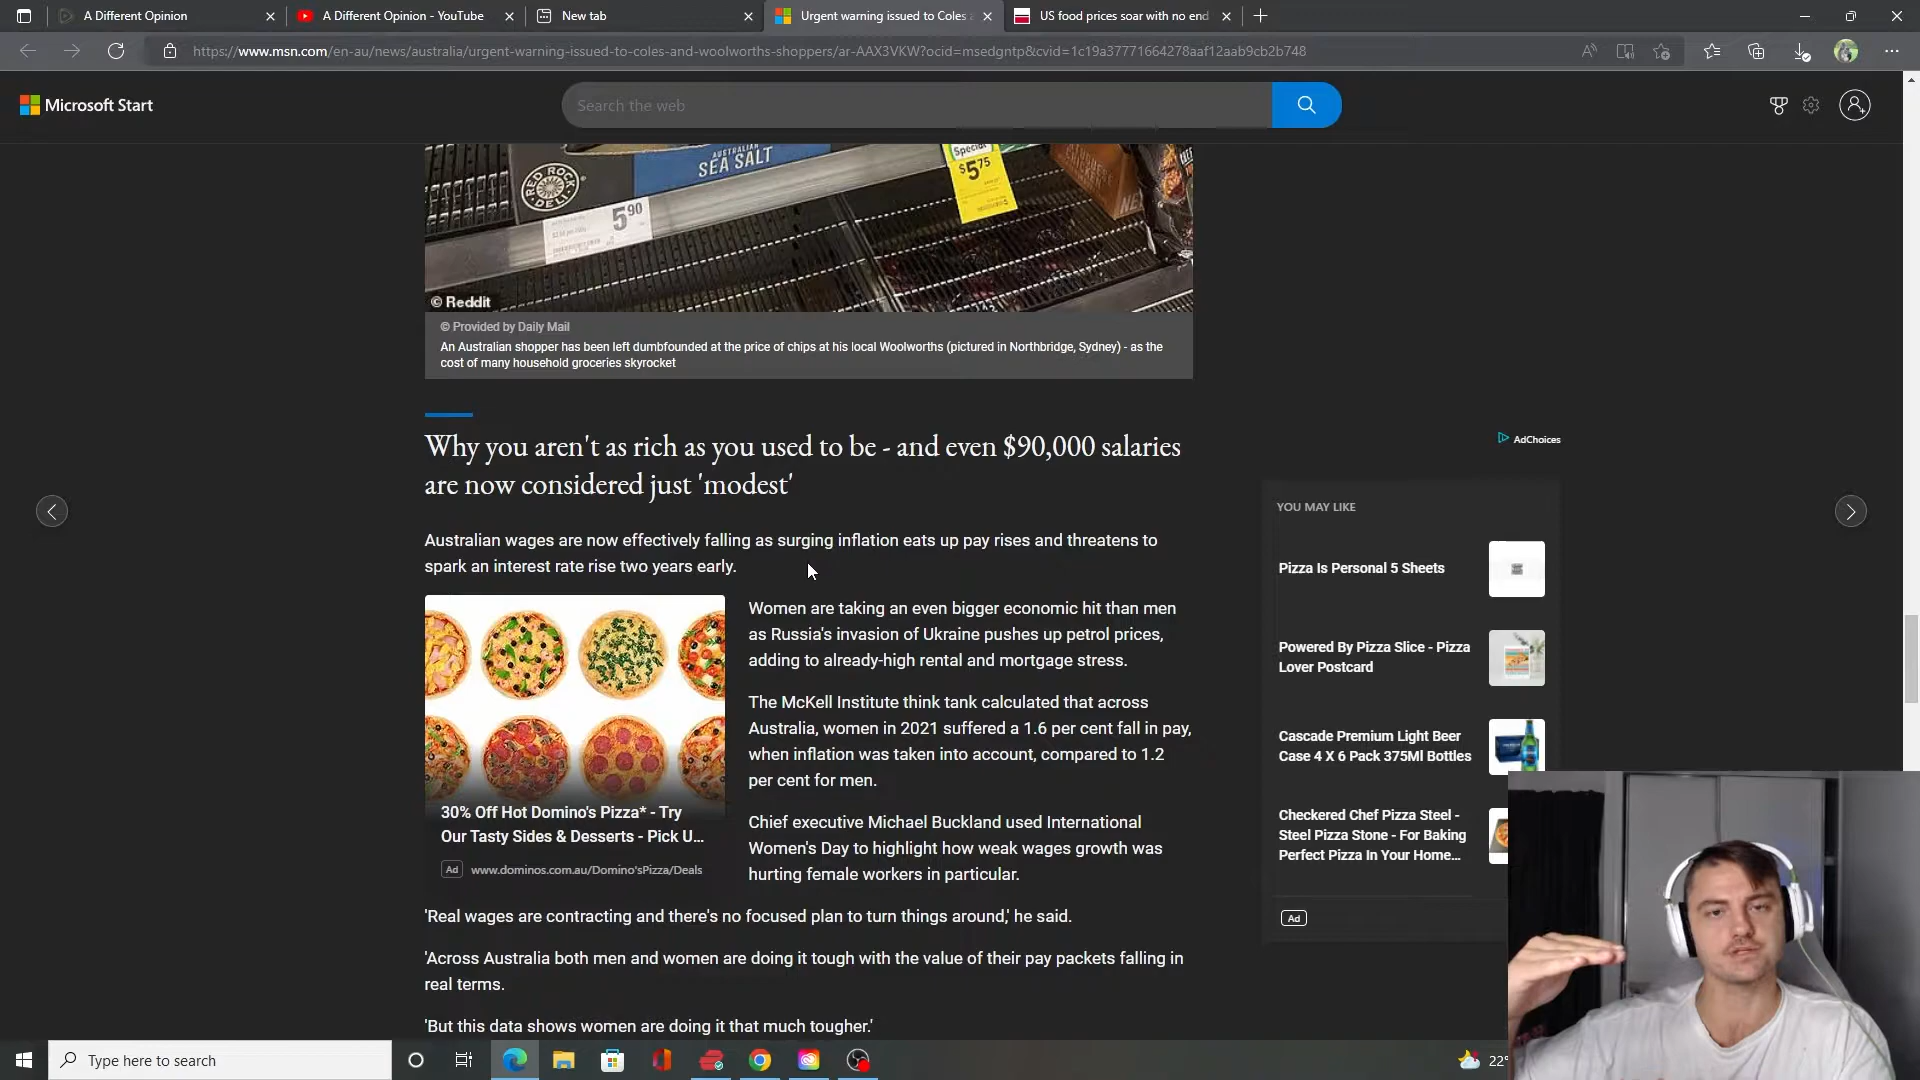 A Different Opinion
A Different Opinion - YouTube
New tab
Urgent warning issued to Coles a
US food prices soar with no end
https://www.msn.com/en-au/news/australia/urgent-warning-issued-to-coles-and-woolworths-shoppers/ar-AAX3VKW?ocid=msedgntp&cvid=1c19a37771664278aaf12aab9cb2b748
Microsoft Start
Search the web
AUSTRALIAN
SEA SALT
RED ROCK
DELI
5 90
Special
$5 75
© Reddit
© Provided by Daily Mail
An Australian shopper has been left dumbfounded at the price of chips at his local Woolworths (pictured in Northbridge, Sydney) - as the
cost of many household groceries skyrocket
Why you aren't as rich as you used to be - and even $90,000 salaries
are now considered just 'modest'
Australian wages are now effectively falling as surging inflation eats up pay rises and threatens to
spark an interest rate rise two years early.
Women are taking an even bigger economic hit than men
as Russia's invasion of Ukraine pushes up petrol prices,
adding to already-high rental and mortgage stress.
The McKell Institute think tank calculated that across
Australia, women in 2021 suffered a 1.6 per cent fall in pay,
when inflation was taken into account, compared to 1.2
per cent for men.
30% Off Hot Domino's Pizza* - Try
Our Tasty Sides & Desserts - Pick U...
Ad www.dominos.com.au/Domino'sPizza/Deals
Chief executive Michael Buckland used International
Women's Day to highlight how weak wages growth was
hurting female workers in particular.
'Real wages are contracting and there's no focused plan to turn things around,' he said.
'Across Australia both men and women are doing it tough with the value of their pay packets falling in
real terms.
'But this data shows women are doing it that much tougher.'
AdChoices
YOU MAY LIKE
Pizza Is Personal 5 Sheets
Powered By Pizza Slice - Pizza
Lover Postcard
Cascade Premium Light Beer
Case 4 X 6 Pack 375Ml Bottles
Checkered Chef Pizza Steel -
Steel Pizza Stone - For Baking
Perfect Pizza In Your Home...
Ad
Type here to search
22°